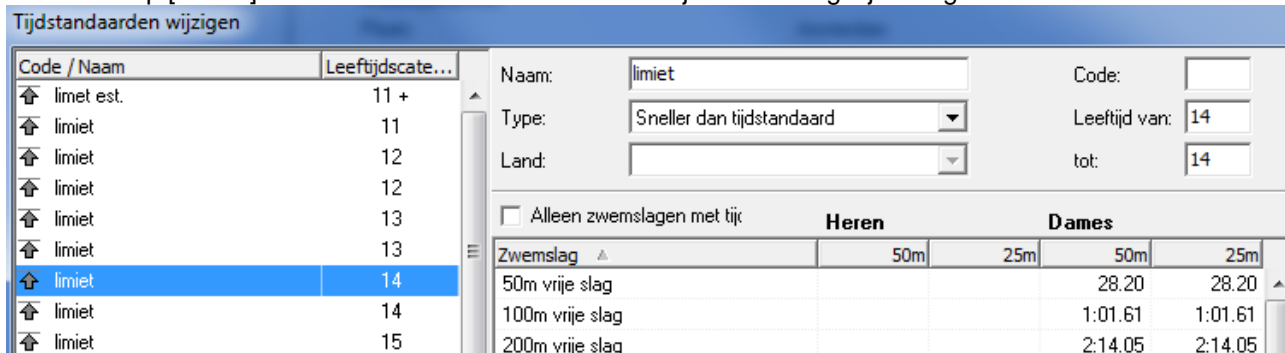 Tijdstandaarden wijzigen
Code / Naam Leeftijdscate...
limet est. 11 +
limiet 11
limiet 12
limiet 12
limiet 13
limiet 13
limiet 14
limiet 14
limiet 15
Naam: limiet Code:
Type: Sneller dan tijdstandaard Leeftijd van: 14
Land: tot: 14
Alleen zwemslagen met tijd Heren Dames
Zwemslag 50m 25m 50m 25m
50m vrije slag 28.20 28.20
100m vrije slag 1:01.61 1:01.61
200m vrije slag 2:14.05 2:14.05